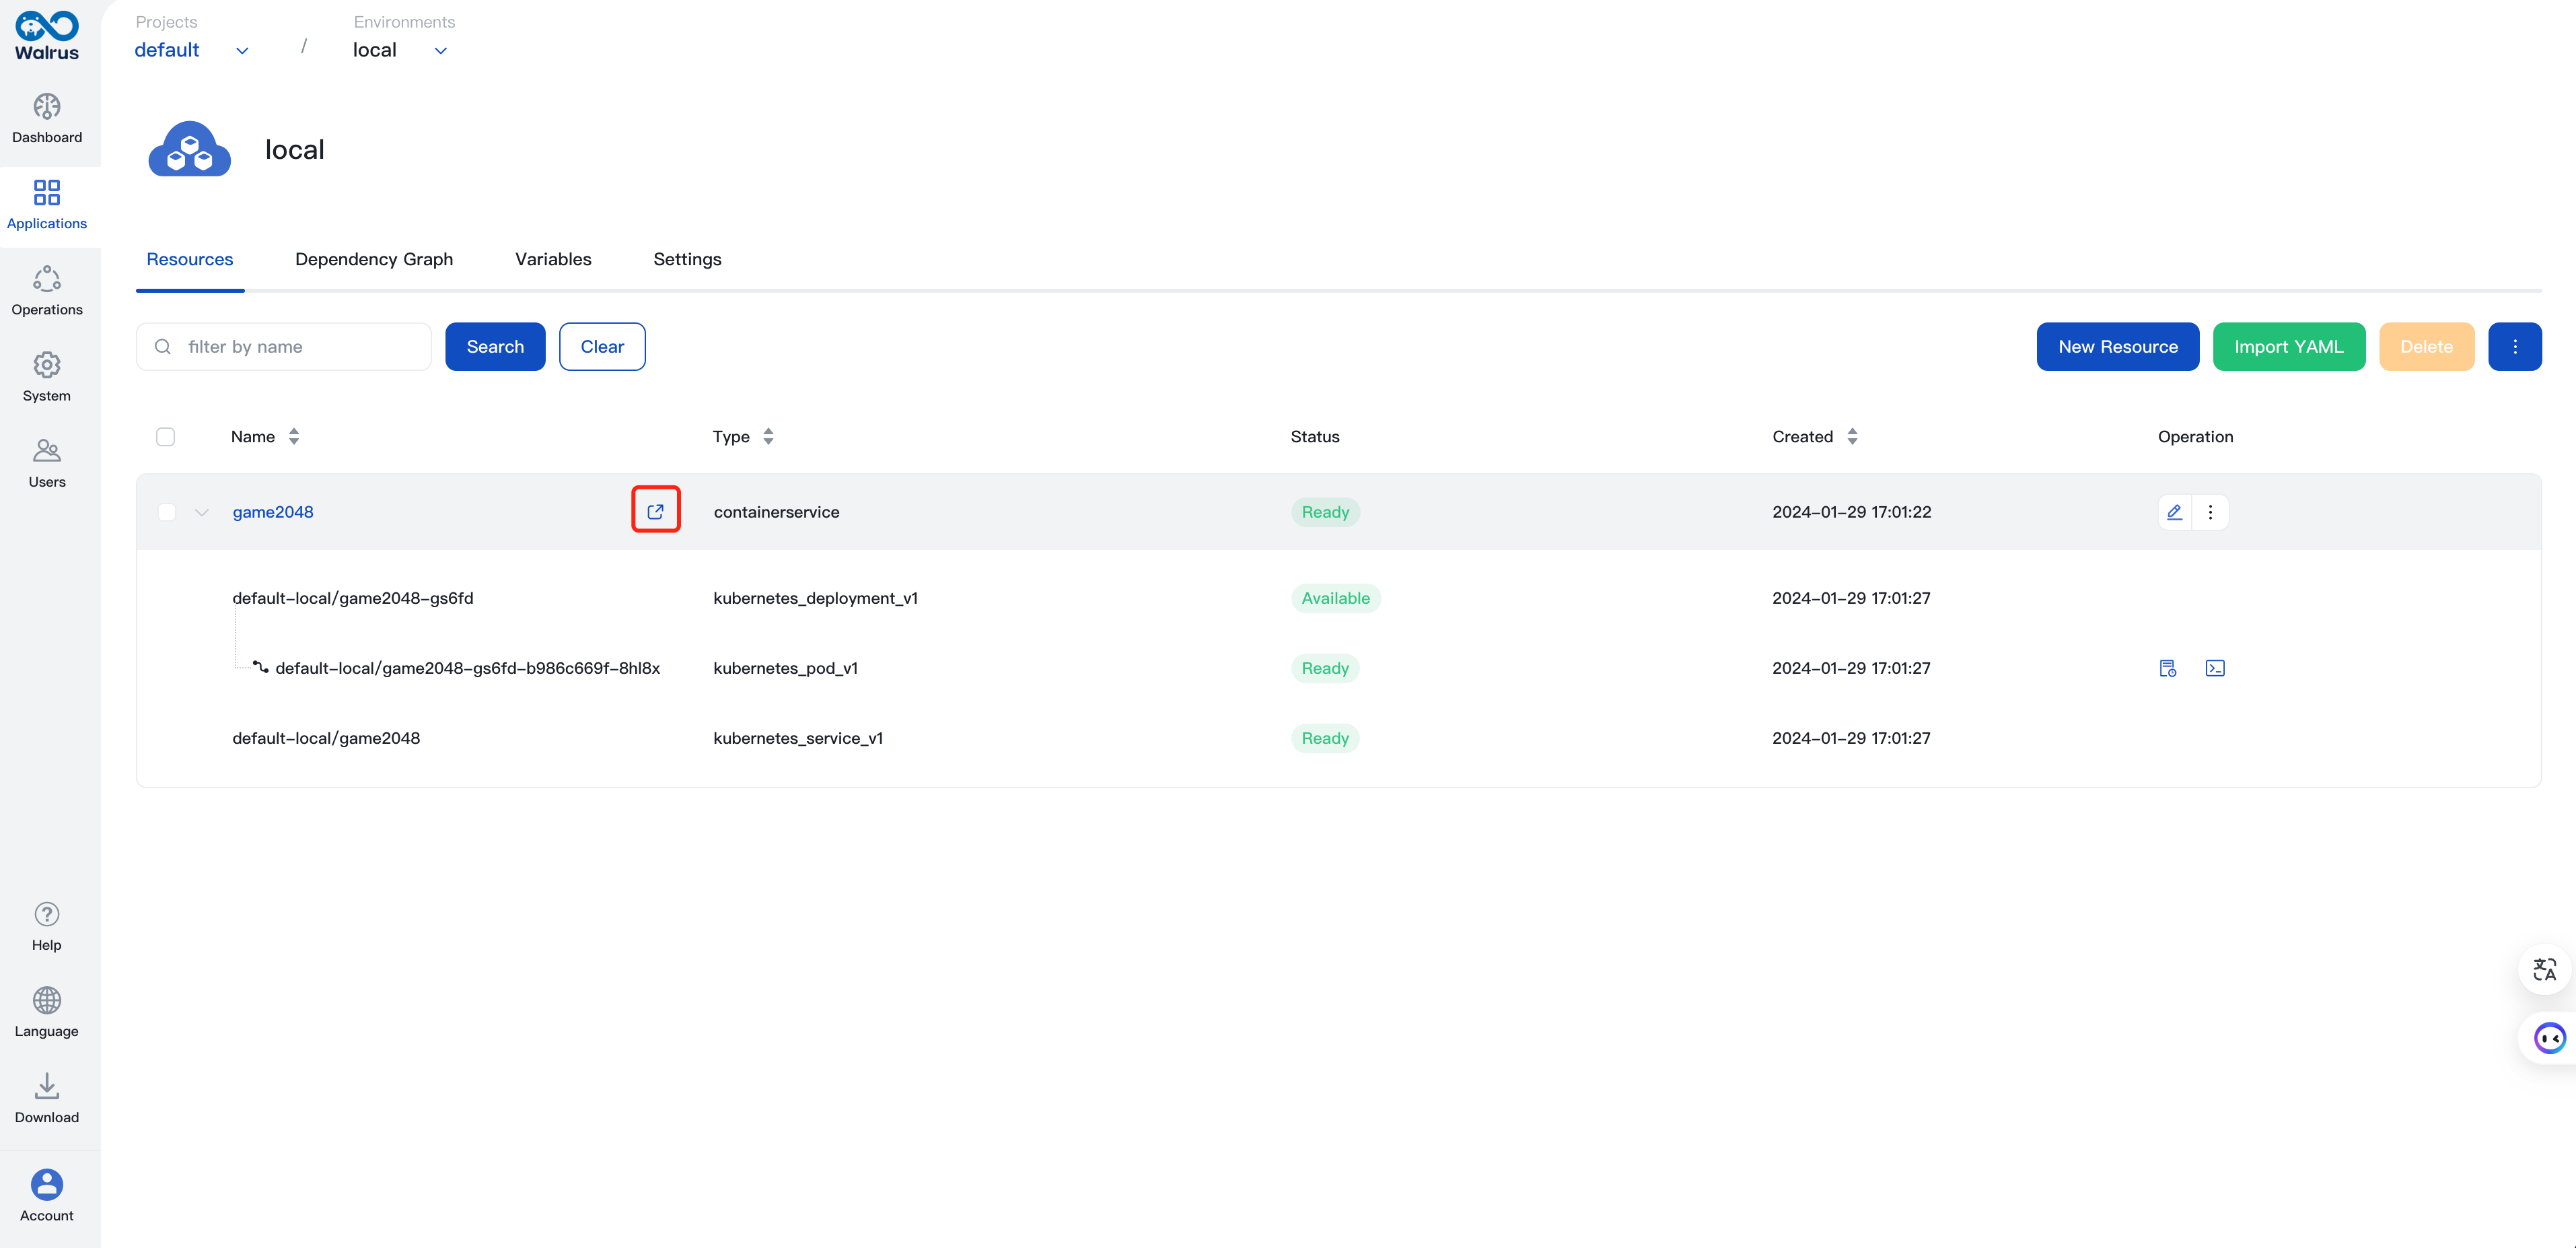 Walrus
Dashboard
Applications
Operations
System
Users
Help
Language
Download
Account
Projects
default
/
Environments
local
local
Resources
Dependency Graph
Variables
Settings
filter by name
Search
Clear
New Resource
Import YAML
Delete
Name
Type
Status
Created
Operation
game2048
containerservice
Ready
2024-01-29 17:01:22
default-local/game2048-gs6fd
kubernetes_deployment_v1
Available
2024-01-29 17:01:27
default-local/game2048-gs6fd-b986c669f-8hl8x
kubernetes_pod_v1
Ready
2024-01-29 17:01:27
default-local/game2048
kubernetes_service_v1
Ready
2024-01-29 17:01:27